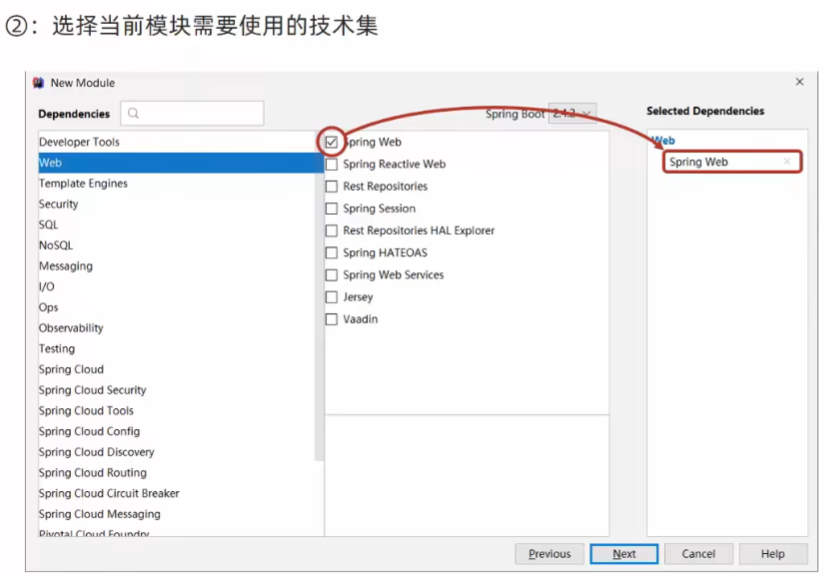 ②：选择当前模块需要使用的技术集
New Module
Dependencies
Spring Boot 2.4.2
Selected Dependencies
Developer Tools
Web
Template Engines
Security
SQL
NoSQL
Messaging
I/O
Ops
Observability
Testing
Spring Cloud
Spring Cloud Security
Spring Cloud Tools
Spring Cloud Config
Spring Cloud Discovery
Spring Cloud Routing
Spring Cloud Circuit Breaker
Spring Cloud Messaging
Pivotal Cloud Foundry
Spring Web
Spring Reactive Web
Rest Repositories
Spring Session
Rest Repositories HAL Explorer
Spring HATEOAS
Spring Web Services
Jersey
Vaadin
Web
Spring Web
Previous
Next
Cancel
Help